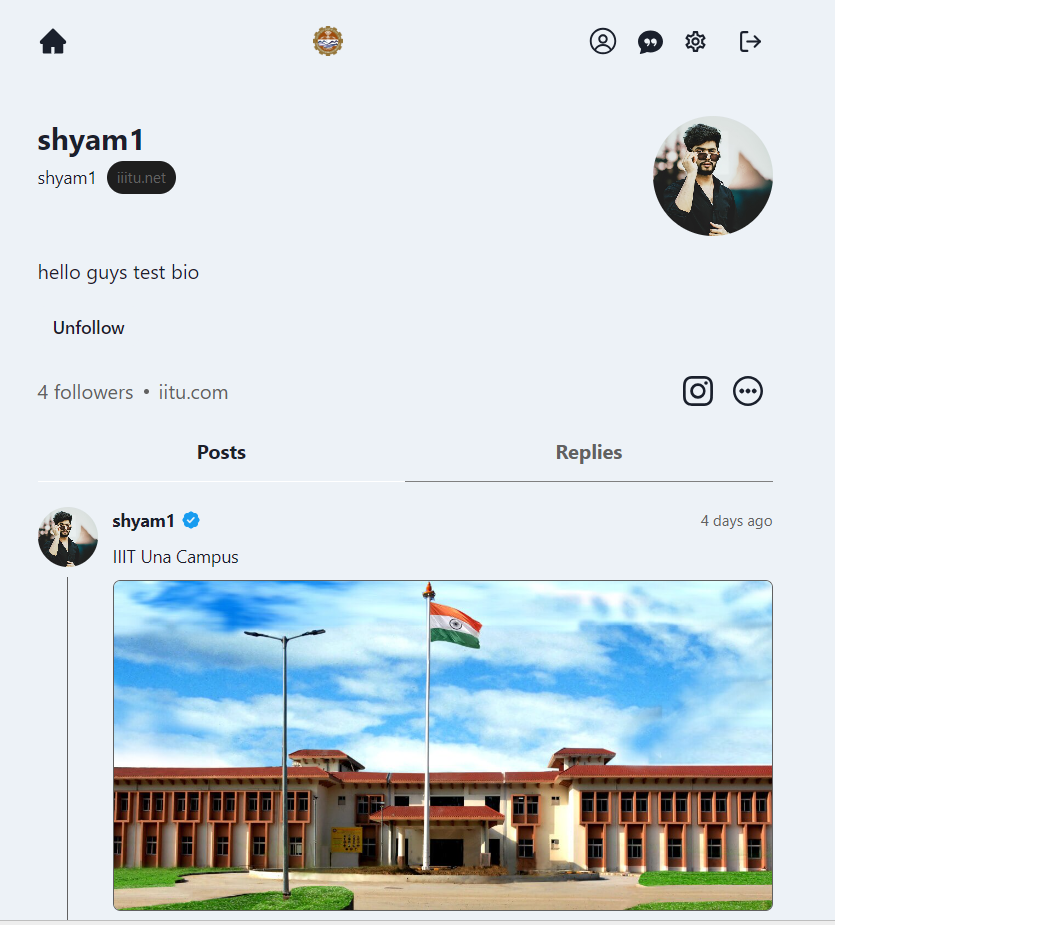 shyam1
shyam1 iiitu.net
hello guys test bio
Unfollow
4 followers • iitu.com
Posts Replies
shyam1 4 days ago
IIIT Una Campus